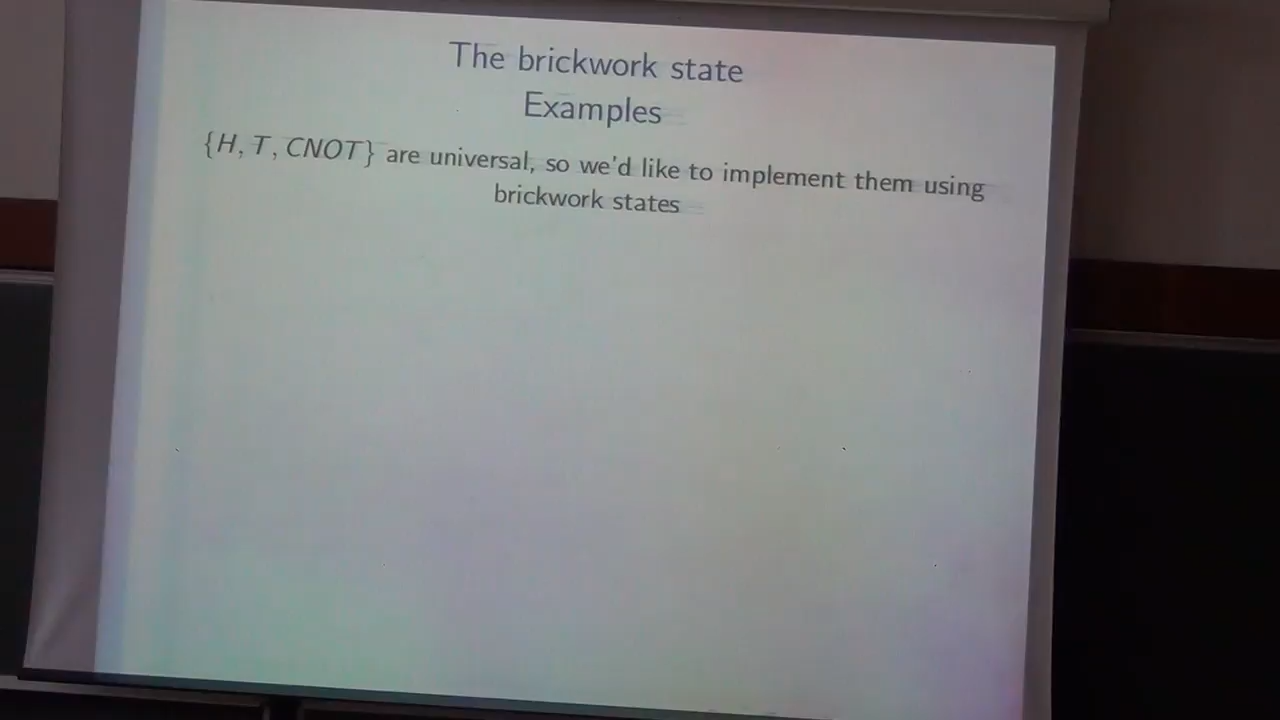 The brickwork state
Examples
{H, T, CNOT} are universal, so we'd like to implement them using
brickwork states